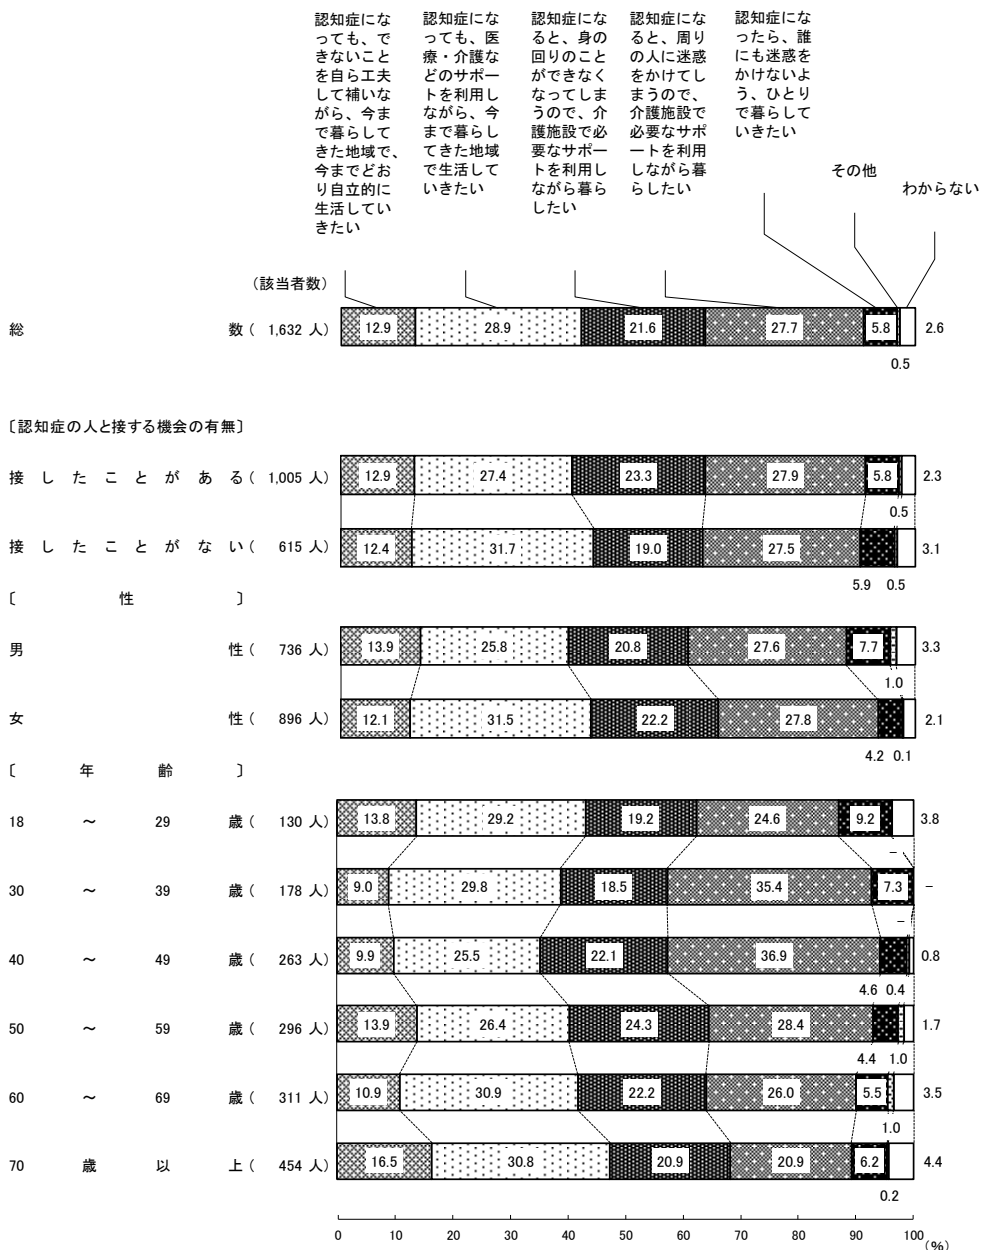 認知症にな
っても、で
きないこと
を自ら工夫
して補いな
がら、今ま
で暮らして
きた地域で、
今までどお
り自立的に
生活してい
きたい
認知症にな
っても、医
療・介護な
どのサポー
トを利用し
ながら、今
まで暮らし
てきた地域
で生活して
いきたい
認知症にな
ると、身の
回りのこと
ができなく
なってしま
うので、介
護施設で必
要なサポー
トを利用し
ながら暮ら
したい
認知症にな
ると、周り
の人に迷惑
をかけてし
まうので、
介護施設で
必要なサポ
ートを利用
しながら暮
らしたい
認知症にな
ったら、誰
にも迷惑を
かけないよ
う、ひとり
で暮らして
いきたい
その他
わからない
(該当者数)
総 数 ( 1,632 人) 12.9 28.9 21.6 27.7 5.8 2.6
0.5
〔認知症の人と接する機会の有無〕
接 し た こ と が あ る ( 1,005 人) 12.9 27.4 23.3 27.9 5.8 2.3
0.5
接 し た こ と が な い ( 615 人) 12.4 31.7 19.0 27.5 3.1
5.9 0.5
〔 性 〕
男 性 ( 736 人) 13.9 25.8 20.8 27.6 7.7 3.3
1.0
女 性 ( 896 人) 12.1 31.5 22.2 27.8 2.1
4.2 0.1
〔 年 齢 〕
18 ～ 29 歳 ( 130 人) 13.8 29.2 19.2 24.6 9.2 3.8
－
30 ～ 39 歳 ( 178 人) 9.0 29.8 18.5 35.4 7.3 －
－
40 ～ 49 歳 ( 263 人) 9.9 25.5 22.1 36.9 0.8
4.6 0.4
50 ～ 59 歳 ( 296 人) 13.9 26.4 24.3 28.4 1.7
4.4 1.0
60 ～ 69 歳 ( 311 人) 10.9 30.9 22.2 26.0 5.5 3.5
1.0
70 歳 以 上 ( 454 人) 16.5 30.8 20.9 20.9 6.2 4.4
0.2
0 10 20 30 40 50 60 70 80 90 100
(%)